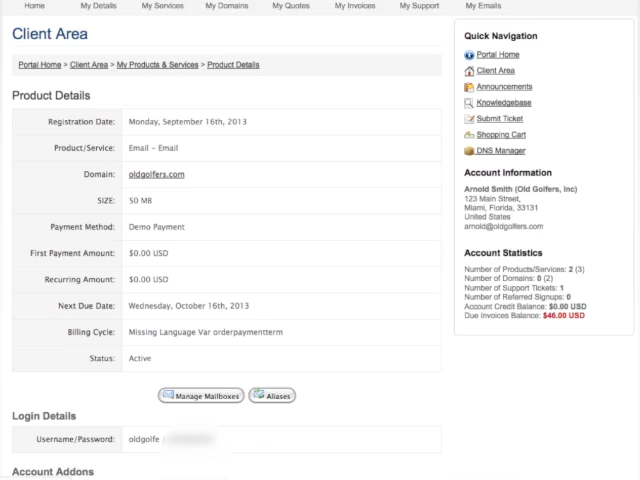 Home My Details My Services My Domains My Quotes My Invoices My Support My Emails
Client Area
Portal Home > Client Area > My Products & Services > Product Details
Product Details
Registration Date: Monday, September 16th, 2013
Product/Service: Email - Email
Domain: oldgolfers.com
SIZE: 50 MB
Payment Method: Demo Payment
First Payment Amount: $0.00 USD
Recurring Amount: $0.00 USD
Next Due Date: Wednesday, October 16th, 2013
Billing Cycle: Missing Language Var orderpaymentterm
Status: Active
Manage Mailboxes Aliases
Login Details
Username/Password: oldgolfe /
Account Addons
Quick Navigation
Portal Home
Client Area
Announcements
Knowledgebase
Submit Ticket
Shopping Cart
DNS Manager
Account Information
Arnold Smith (Old Golfers, Inc)
123 Main Street,
Miami, Florida, 33131
United States
arnold@oldgolfers.com
Account Statistics
Number of Products/Services: 2 (3)
Number of Domains: 0 (2)
Number of Support Tickets: 1
Number of Referred Signups: 0
Account Credit Balance: $0.00 USD
Due Invoices Balance: $46.00 USD